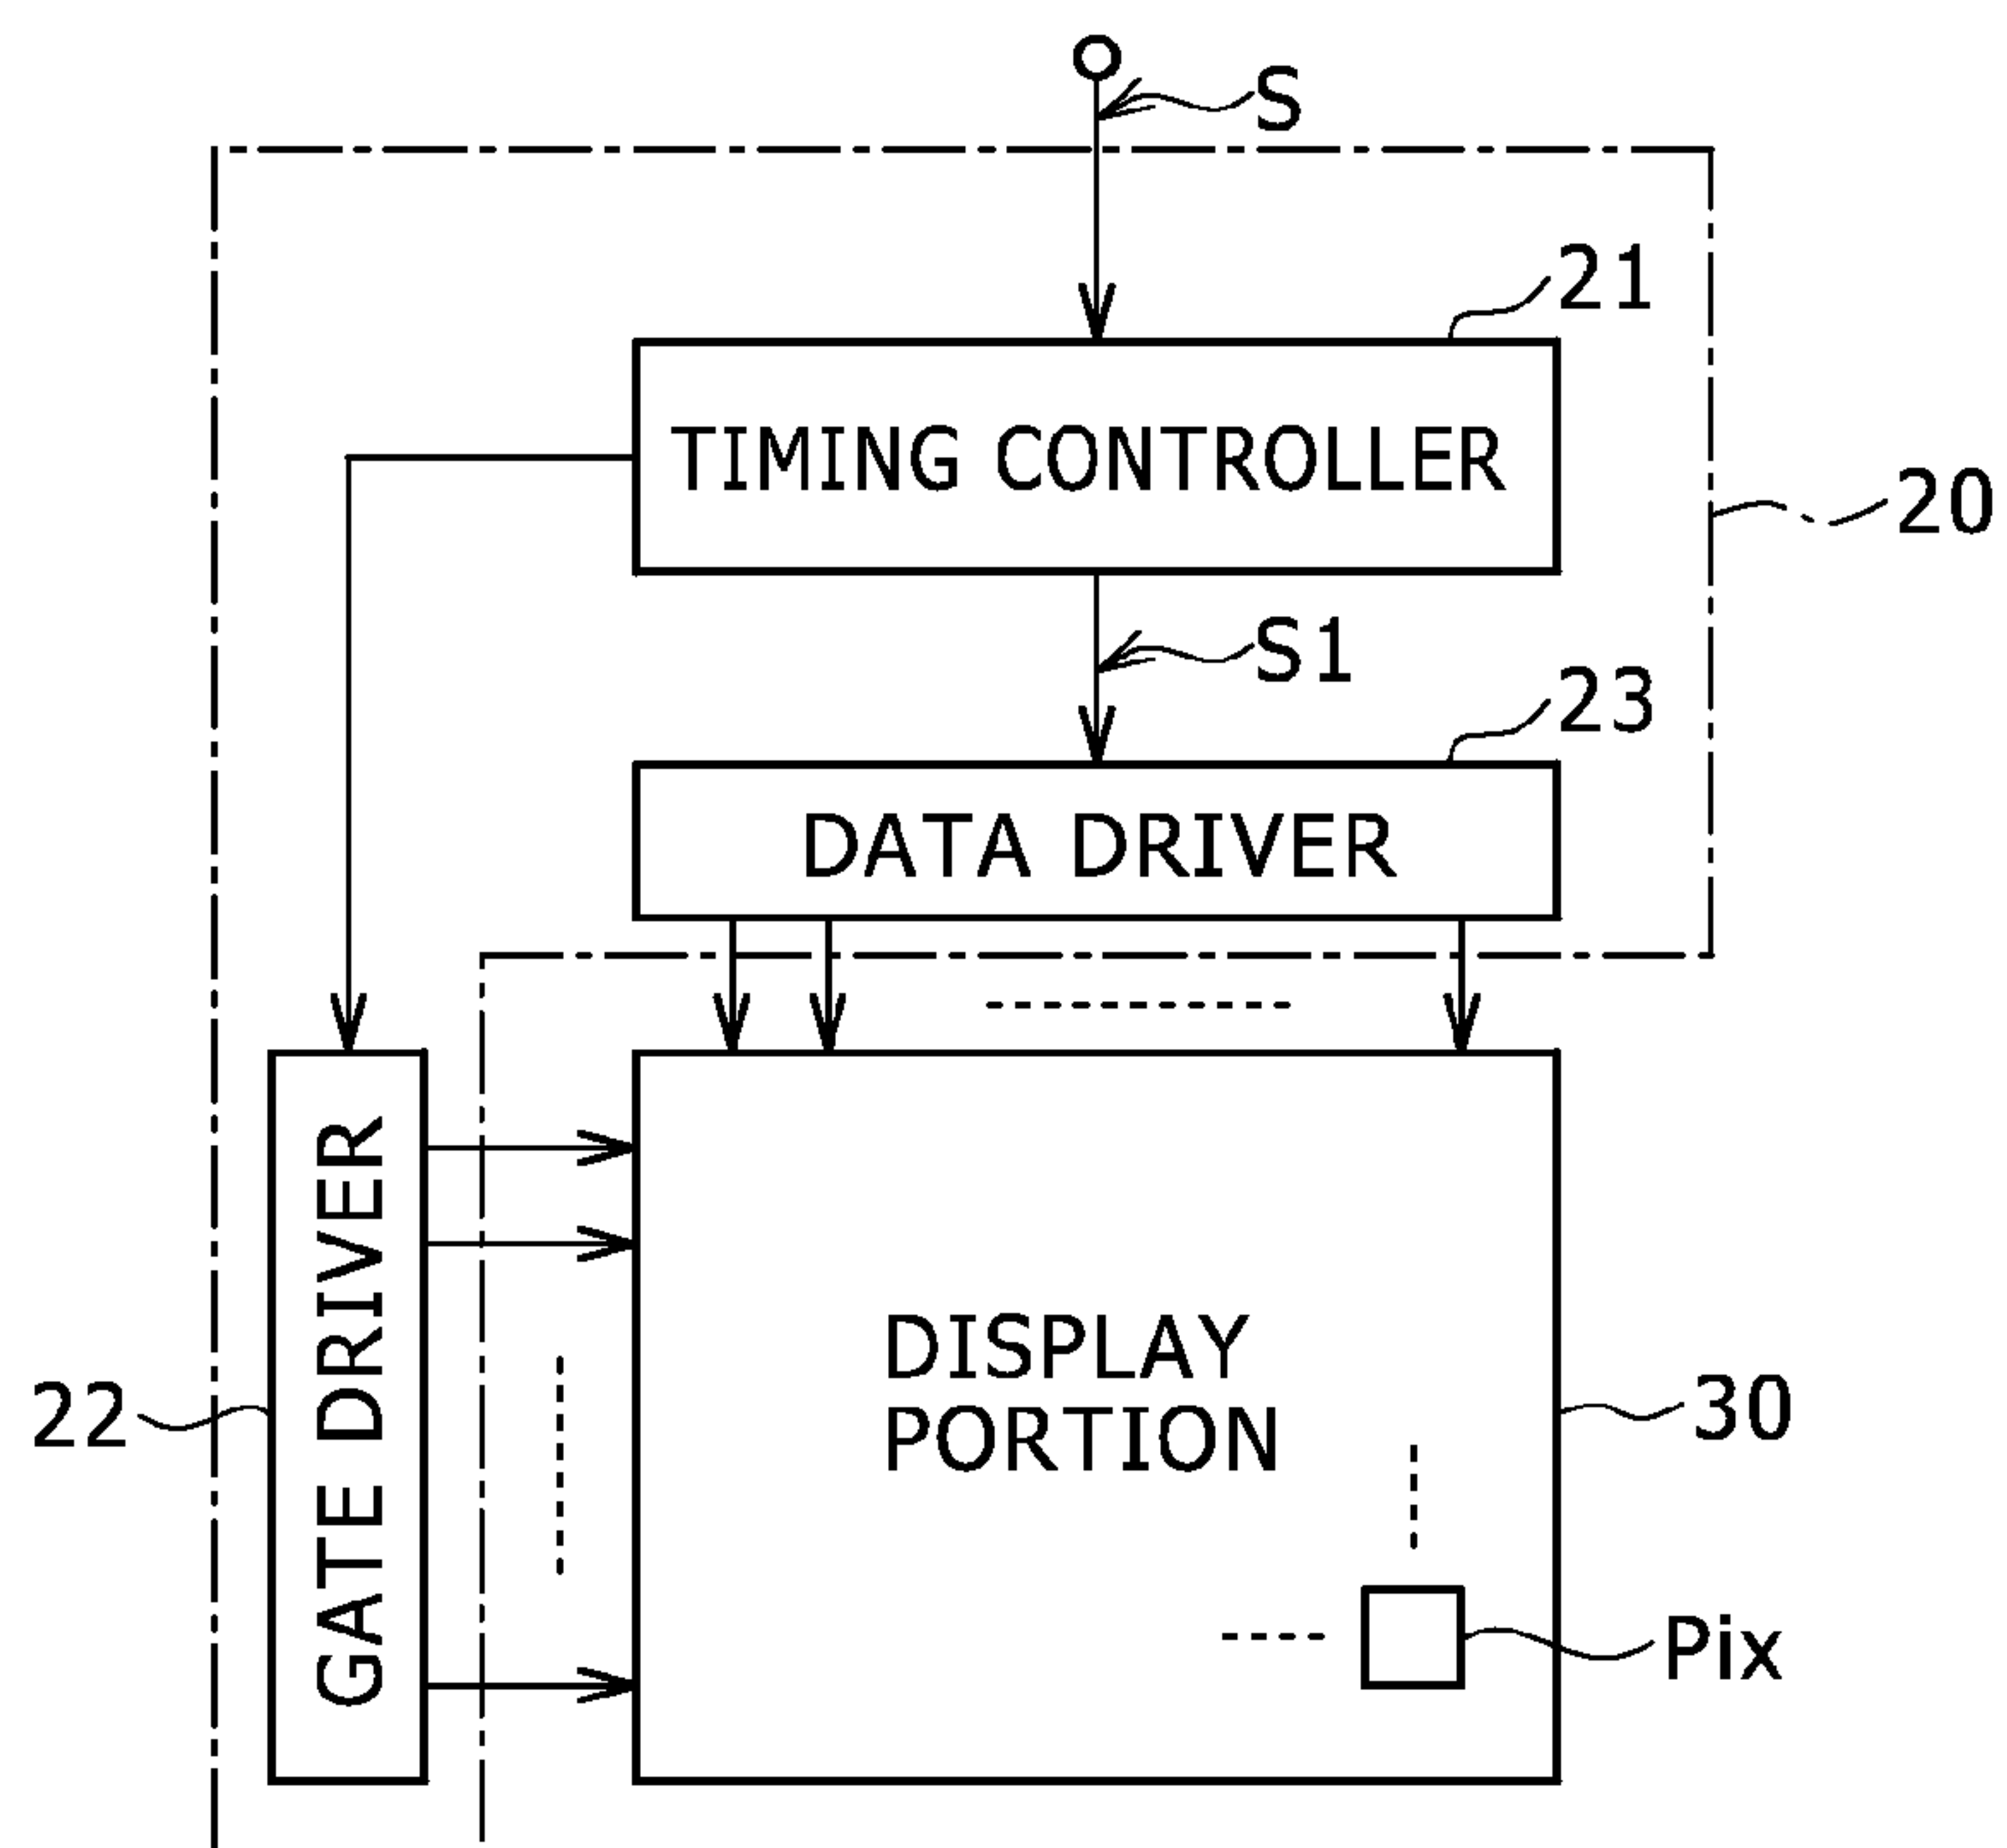 S
21
TIMING CONTROLLER
20
S1
23
DATA DRIVER
GATE DRIVER
22
DISPLAY
PORTION
30
Pix